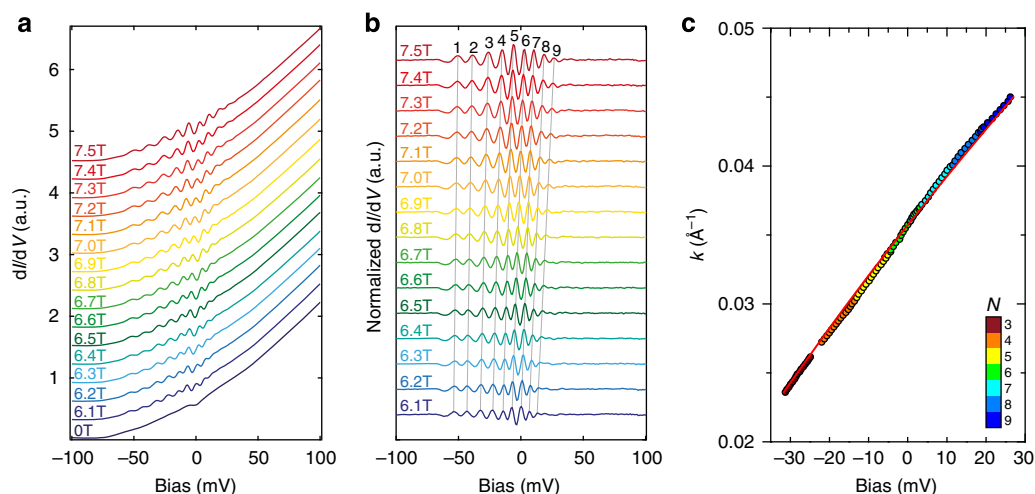 a
dI/dV (a.u.)
6
5
4
3
2
1
7.5T
7.4T
7.3T
7.2T
7.1T
7.0T
6.9T
6.8T
6.7T
6.6T
6.5T
6.4T
6.3T
6.2T
6.1T
0T
−100 −50 0 50 100
Bias (mV)
b
Normalized dI/dV (a.u.)
1 2 3 4 5 6 7 8 9
7.5T
7.4T
7.3T
7.2T
7.1T
7.0T
6.9T
6.8T
6.7T
6.6T
6.5T
6.4T
6.3T
6.2T
6.1T
−100 −50 0 50 100
Bias (mV)
c
k (Å−1)
0.05
0.04
0.03
0.02
N
3
4
5
6
7
8
9
−30 −20 −10 0 10 20 30
Bias (mV)